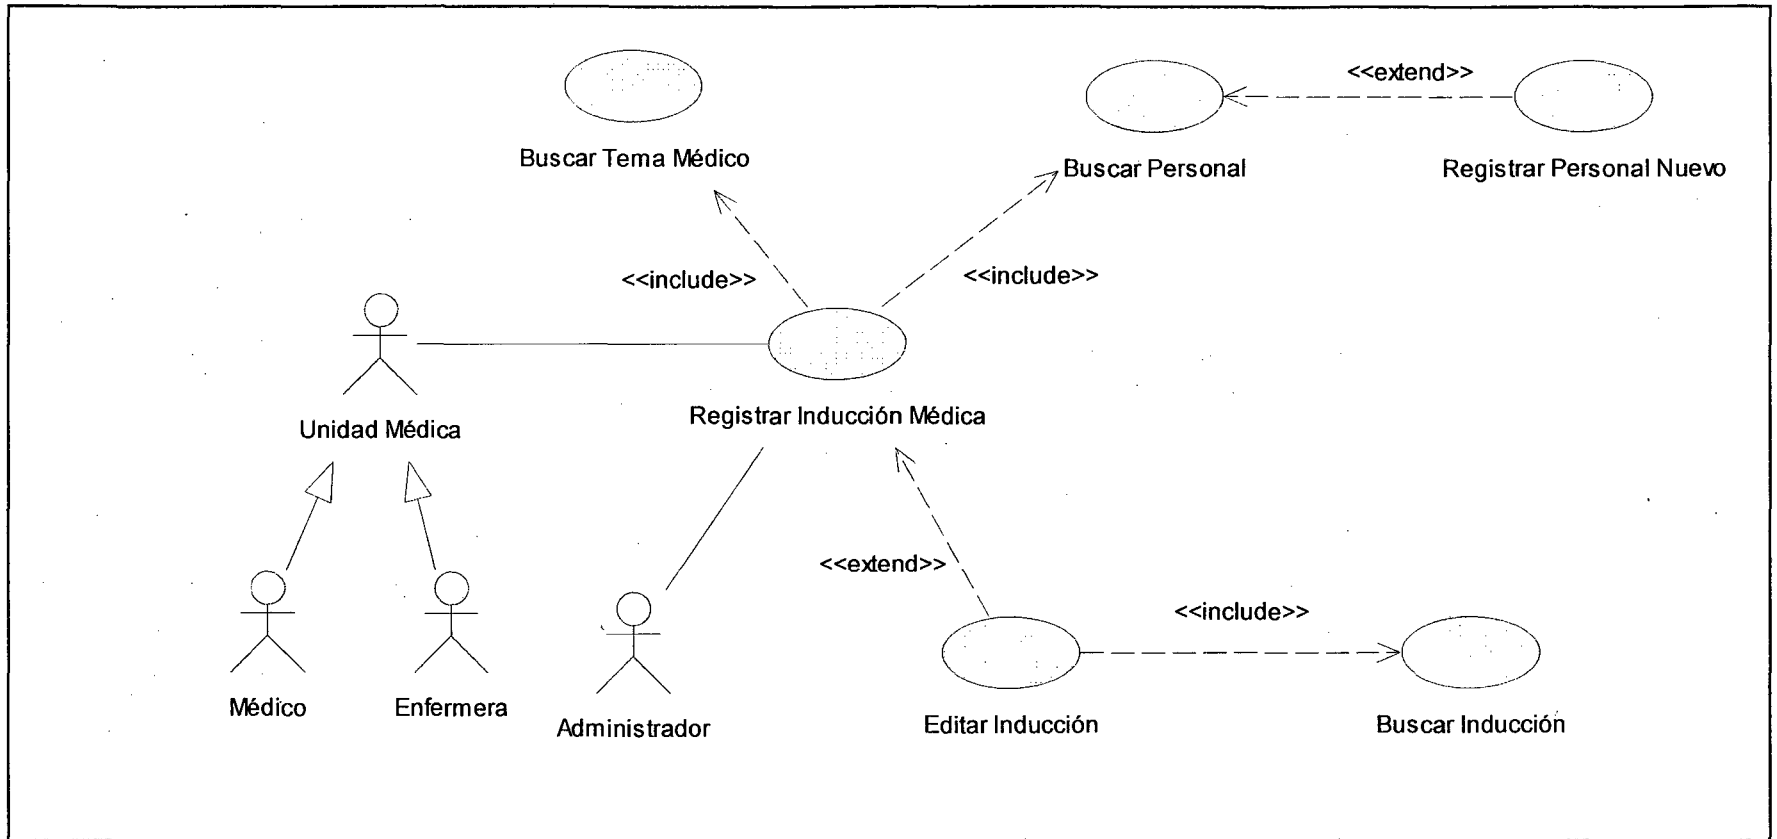 <<extend>>
Buscar Tema Médico
Buscar Personal
Registrar Personal Nuevo
<<include>>
<<include>>
Registrar Inducción Médica
Unidad Médica
<<extend>>
<<include>>
Médico
Enfermera
Administrador
Editar Inducción
Buscar Inducción